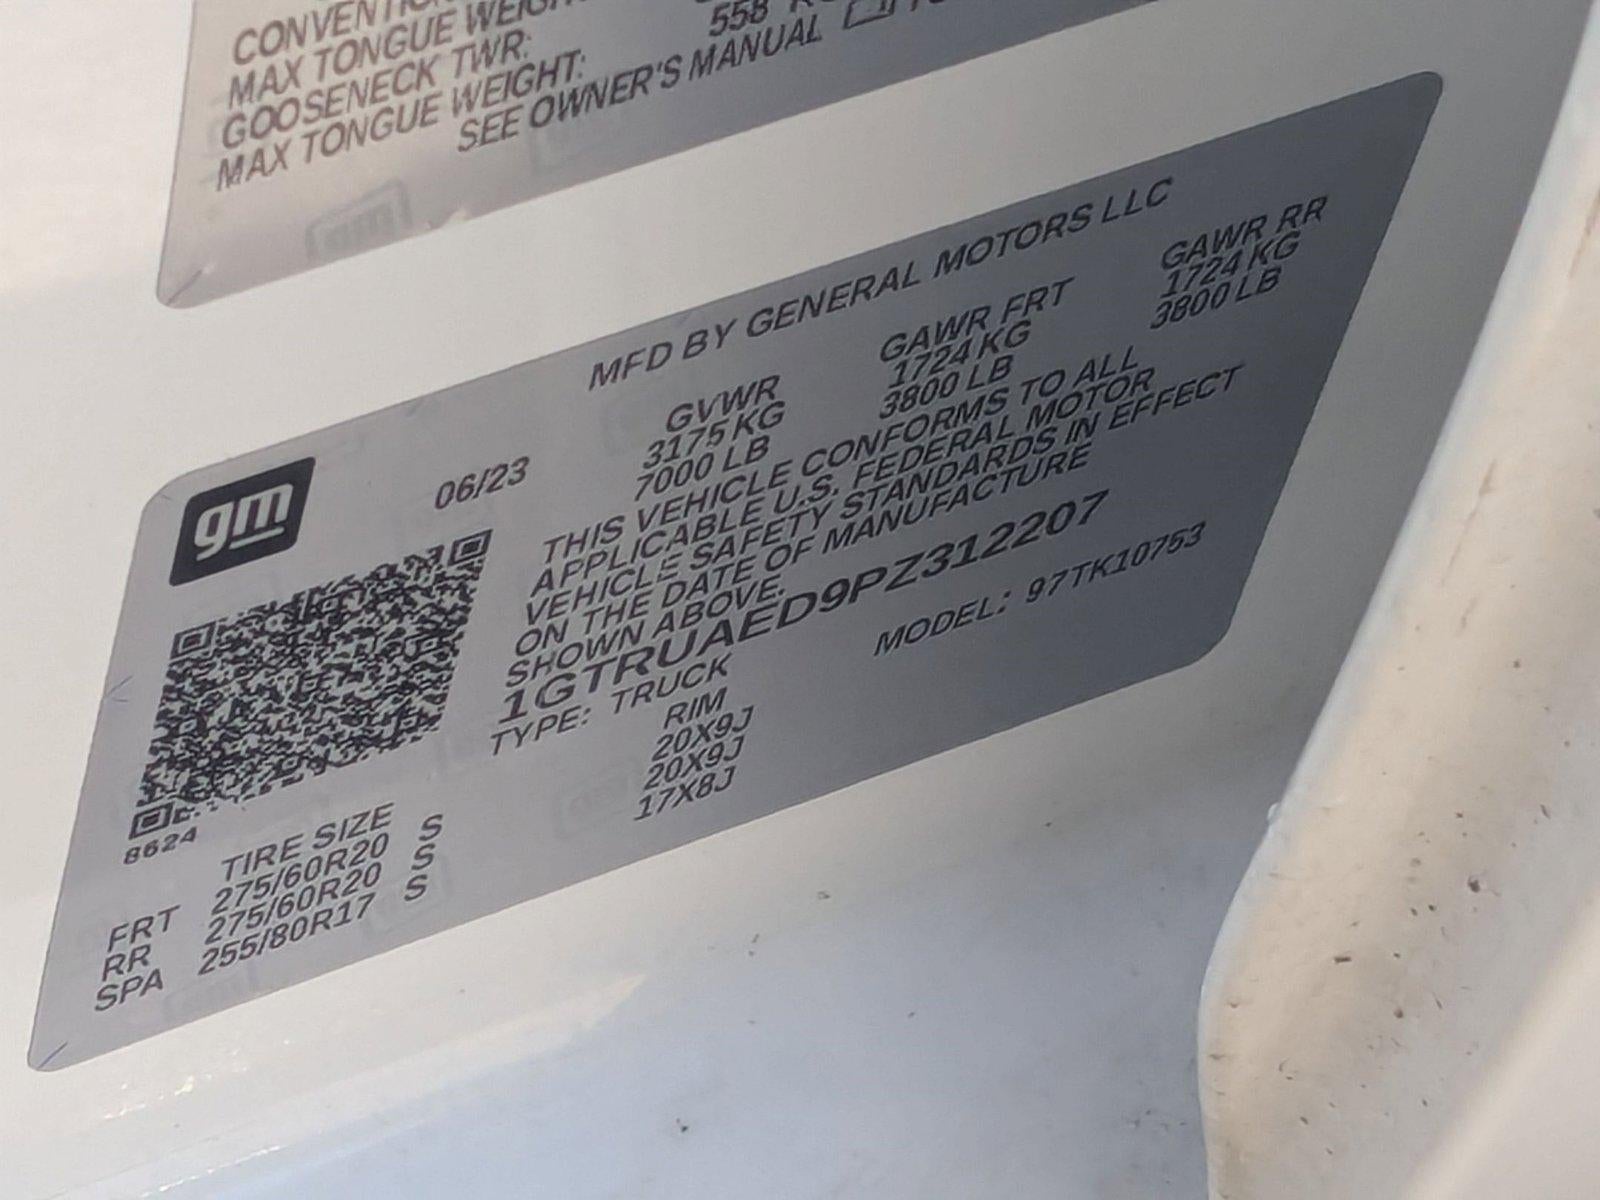 MAX TONGUE WEIGHT:
GOOSENECK TWR:
MAX TONGUE WEIGHT:
558
SEE OWNER'S MANUAL
MFD BY GENERAL MOTORS LLC
gm
06/23
GVWR GAWR FRT GAWR RR
3175 KG 1724 KG 1724 KG
7000 LB 3800 LB 3800 LB
THIS VEHICLE CONFORMS TO ALL
APPLICABLE U.S. FEDERAL MOTOR
VEHICLE SAFETY STANDARDS IN EFFECT
ON THE DATE OF MANUFACTURE
SHOWN ABOVE.
1GTRUAED9PZ312207
TYPE: TRUCK MODEL: 97TK10753
8624
TIRE SIZE RIM
FRT 275/60R20 S 20X9J
RR 275/60R20 S 20X9J
SPA 255/80R17 S 17X8J